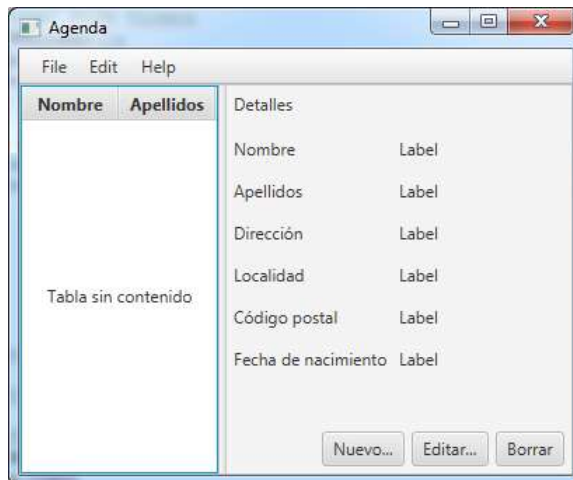 Agenda
File Edit Help
Nombre Apellidos
Tabla sin contenido
Detalles
Nombre Label
Apellidos Label
Dirección Label
Localidad Label
Código postal Label
Fecha de nacimiento Label
Nuevo... Editar... Borrar